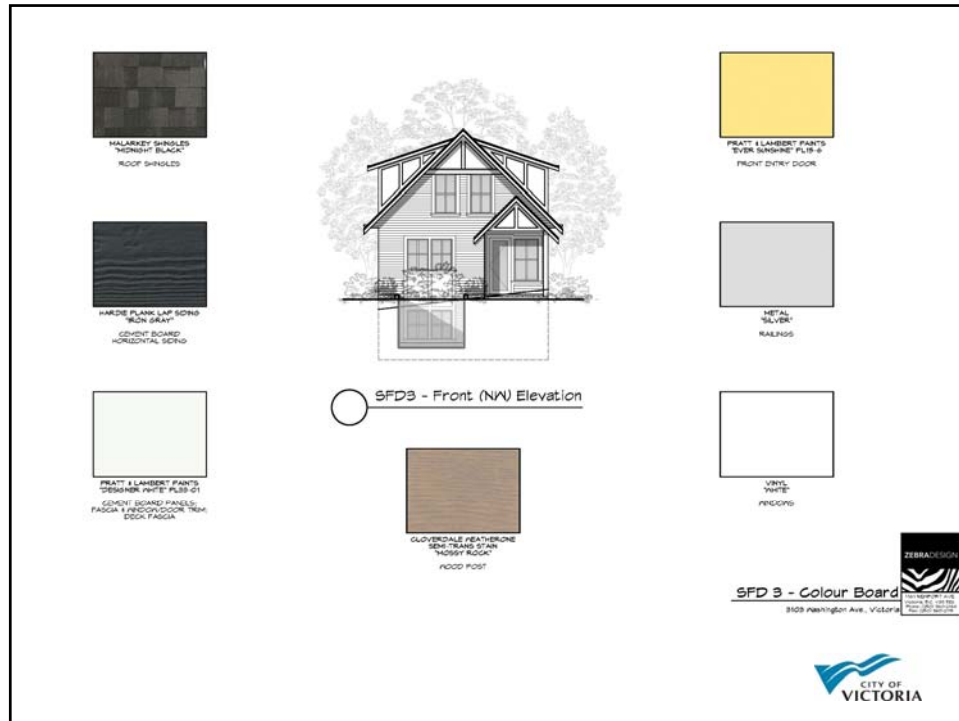 MALARKEY SHINGLES
"MIDNIGHT BLACK"
ROOF SHINGLES
HARDIE PLANK LAP SIDING
"IRON GRAY"
CEMENT BOARD
HORIZONTAL SIDING
PRATT & LAMBERT PAINTS
"DESIGNER WHITE" PL33-01
CEMENT BOARD PANELS;
FASCIA & WINDOW/DOOR TRIM;
DECK FASCIA
SFD3 - Front (NW) Elevation
CLOVERDALE WEATHERONE
SEMI-TRANS STAIN
"MOSSY ROCK"
WOOD POST
PRATT & LAMBERT PAINTS
"EVER SUNSHINE" PL15-6
FRONT ENTRY DOOR
METAL
"SILVER"
RAILINGS
VINYL
"WHITE"
WINDOWS
SFD 3 - Colour Board
3103 Washington Ave., Victoria
ZEBRADESIGN
NEWPORT AVE
CITY OF
VICTORIA